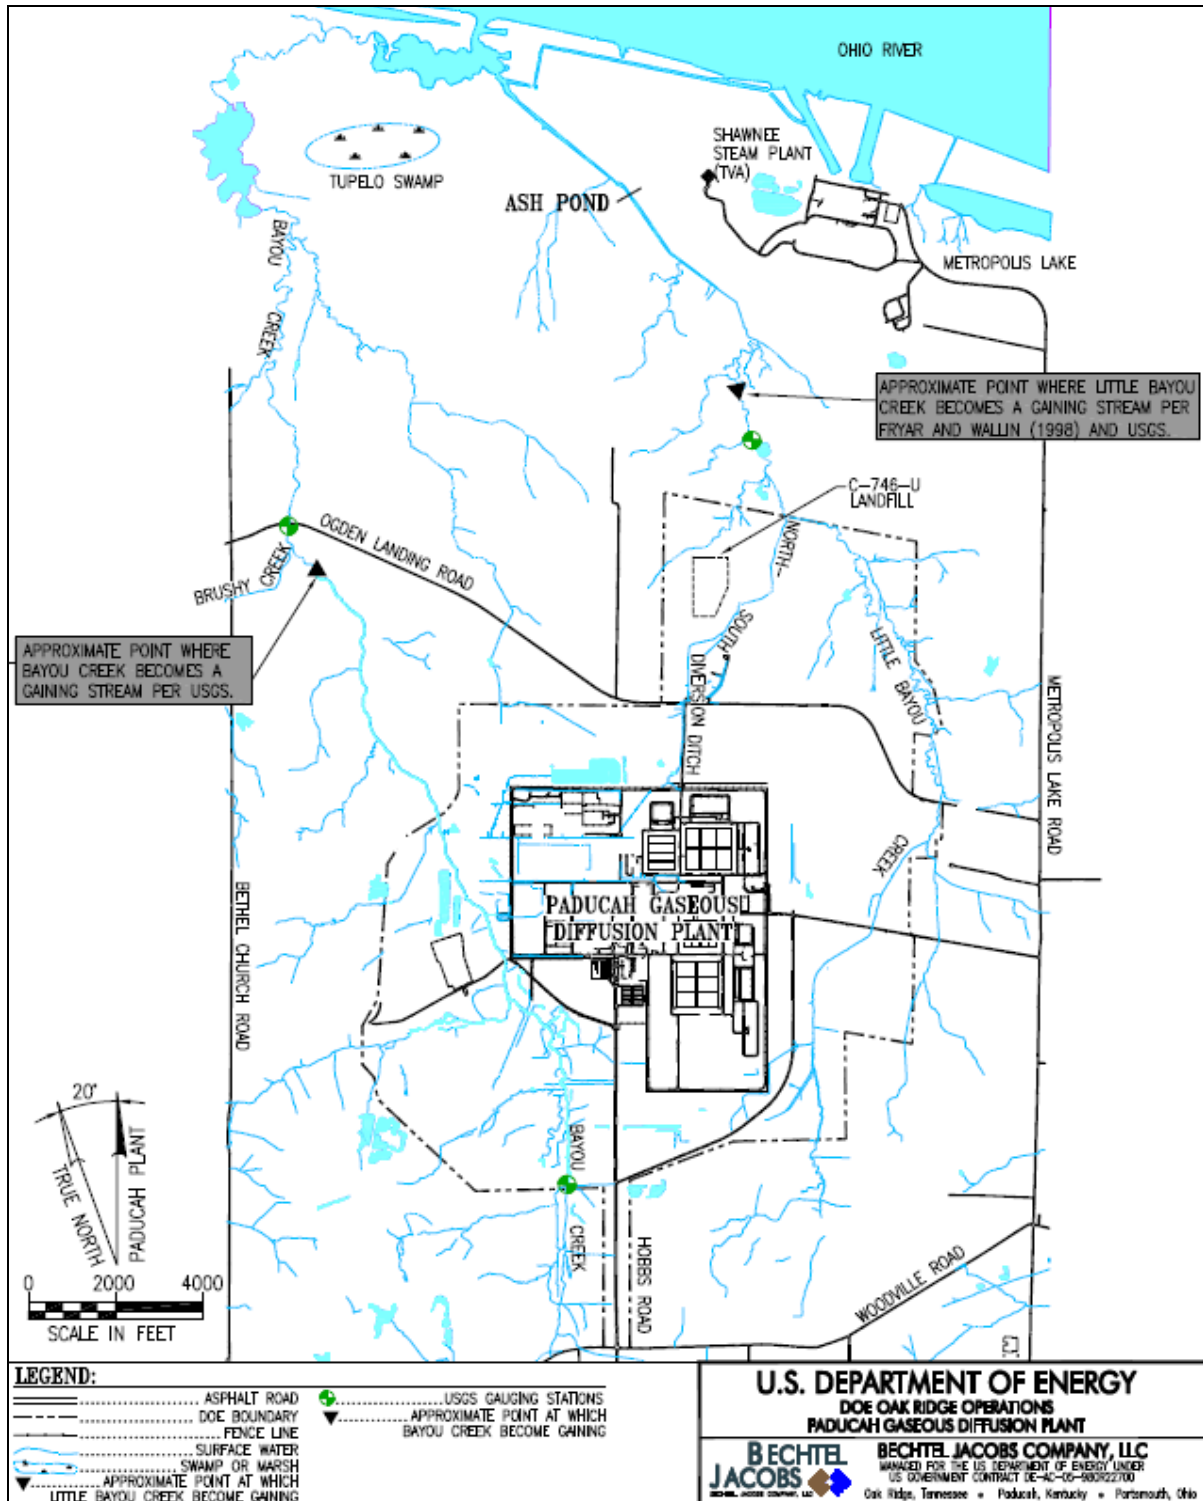 OHIO RIVER
SHAWNEE
STEAM PLANT
(TVA)
TUPELO SWAMP
ASH POND
METROPOLIS LAKE
BAYOU
CREEK
APPROXIMATE POINT WHERE LITTLE BAYOU
CREEK BECOMES A GAINING STREAM PER
FRYAR AND WALLIN (1998) AND USGS.
C-746-U
LANDFILL
OGDEN LANDING ROAD
NORTH-
SOUTH
DIVERSION DITCH
BRUSHY CREEK
LITTLE BAYOU
CREEK
APPROXIMATE POINT WHERE
BAYOU CREEK BECOMES A
GAINING STREAM PER USGS.
METROPOLIS LAKE ROAD
BETHEL CHURCH ROAD
PADUCAH GASEOUS
DIFFUSION PLANT
20°
TRUE NORTH
PADUCAH PLANT
BAYOU
CREEK
HOBBS ROAD
WOODVILLE ROAD
0 2000 4000
SCALE IN FEET
LEGEND:
ASPHALT ROAD
DOE BOUNDARY
FENCE LINE
SURFACE WATER
SWAMP OR MARSH
APPROXIMATE POINT AT WHICH
LITTLE BAYOU CREEK BECOME GAINING
USGS GAUGING STATIONS
APPROXIMATE POINT AT WHICH
BAYOU CREEK BECOME GAINING
U.S. DEPARTMENT OF ENERGY
DOE OAK RIDGE OPERATIONS
PADUCAH GASEOUS DIFFUSION PLANT
BECHTEL
JACOBS
BECHTEL JACOBS COMPANY, LLC
BECHTEL JACOBS COMPANY, LLC
MANAGED FOR THE US DEPARTMENT OF ENERGY UNDER
US GOVERNMENT CONTRACT DE-AC-05-98OR22700
Oak Ridge, Tennessee • Paducah, Kentucky • Portsmouth, Ohio